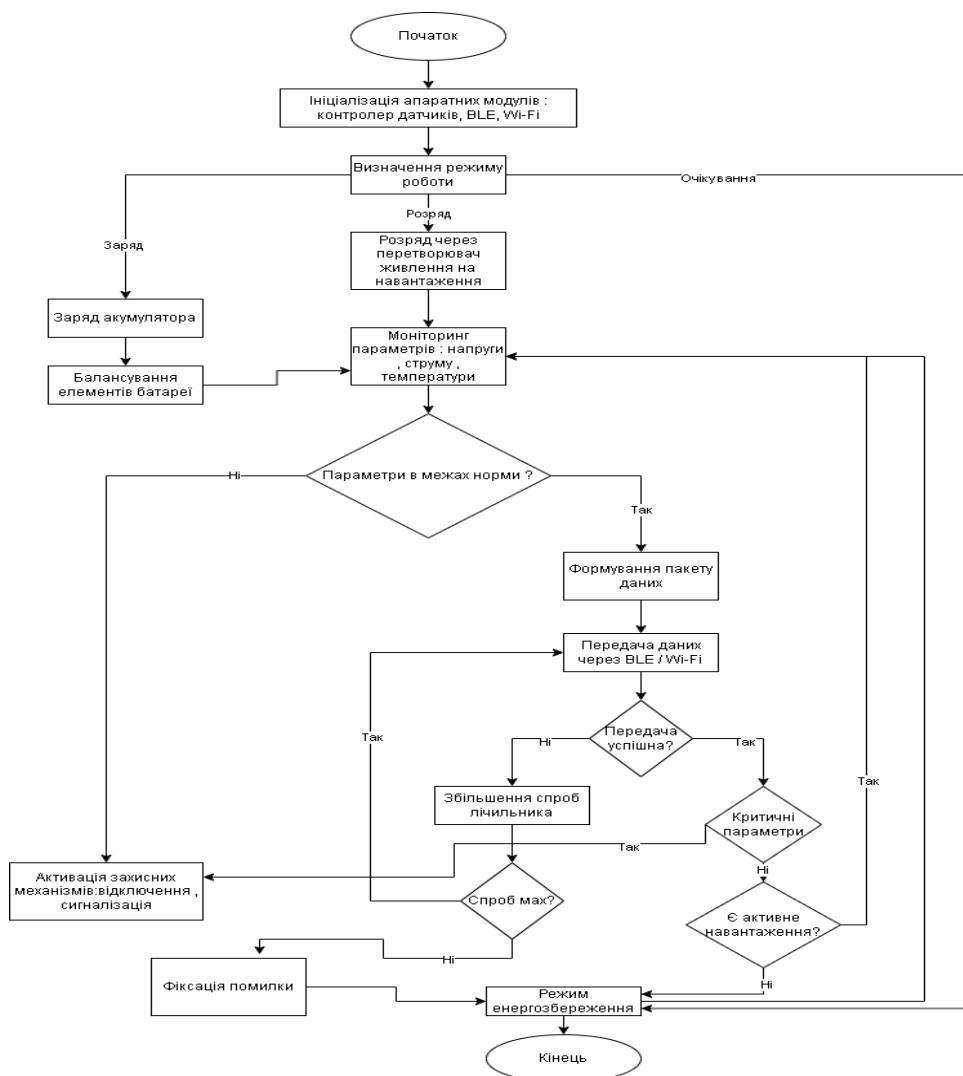 Початок
Ініціалізація апаратних модулів :
контролер датчиків, BLE, Wi-Fi
Визначення режиму
роботи
Очікування
Розряд
Заряд
Розряд через
перетворювач
живлення на
навантаження
Заряд акумулятора
Моніторинг
параметрів : напруги
, струму ,
температури
Балансування
елементів батареї
Ні
Параметри в межах норми ?
Так
Формування пакету
даних
Передача даних
через BLE / Wi-Fi
Так
Ні
Передача
успішна?
Так
Так
Збільшення спроб
лічильника
Критичні
параметри
Так
Ні
Активація захисних
механізмів:відключення ,
сигналізація
Спроб мах?
Є активне
навантаження?
Ні
Фіксація помилки
Ні
Режим
енергозбереження
Кінець